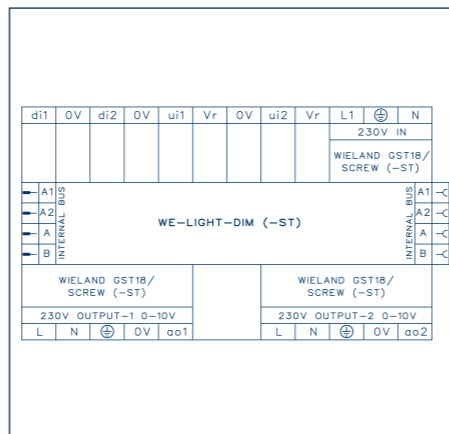 di1 0V di2 0V ui1 Vr 0V ui2 Vr L1 N
230V IN
WIELAND GST18/
SCREW (-ST)
A1 A1
A2 A2
A A
B B
INTERNAL BUS
WE-LIGHT-DIM (-ST)
INTERNAL BUS
WIELAND GST18/
SCREW (-ST)
WIELAND GST18/
SCREW (-ST)
230V OUTPUT-1 0-10V
230V OUTPUT-2 0-10V
L N 0V ao1 L N 0V ao2